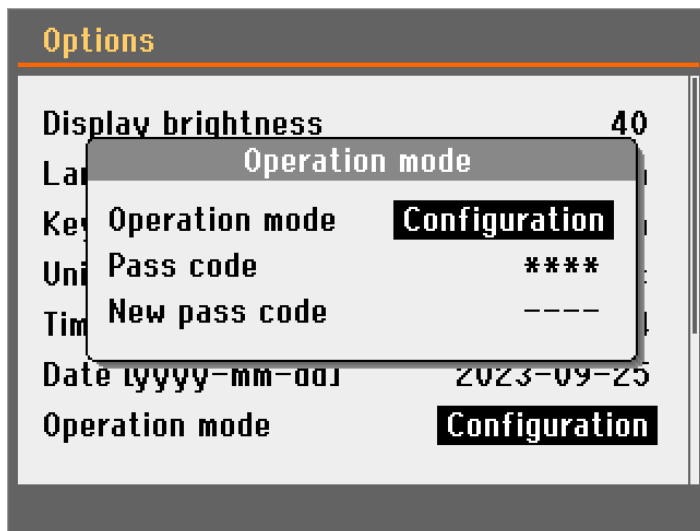 Options
Display brightness 40
Operation mode
Operation mode Configuration
Pass code ****
New pass code ----
Date [yyyy-mm-dd] 2023-09-25
Operation mode Configuration